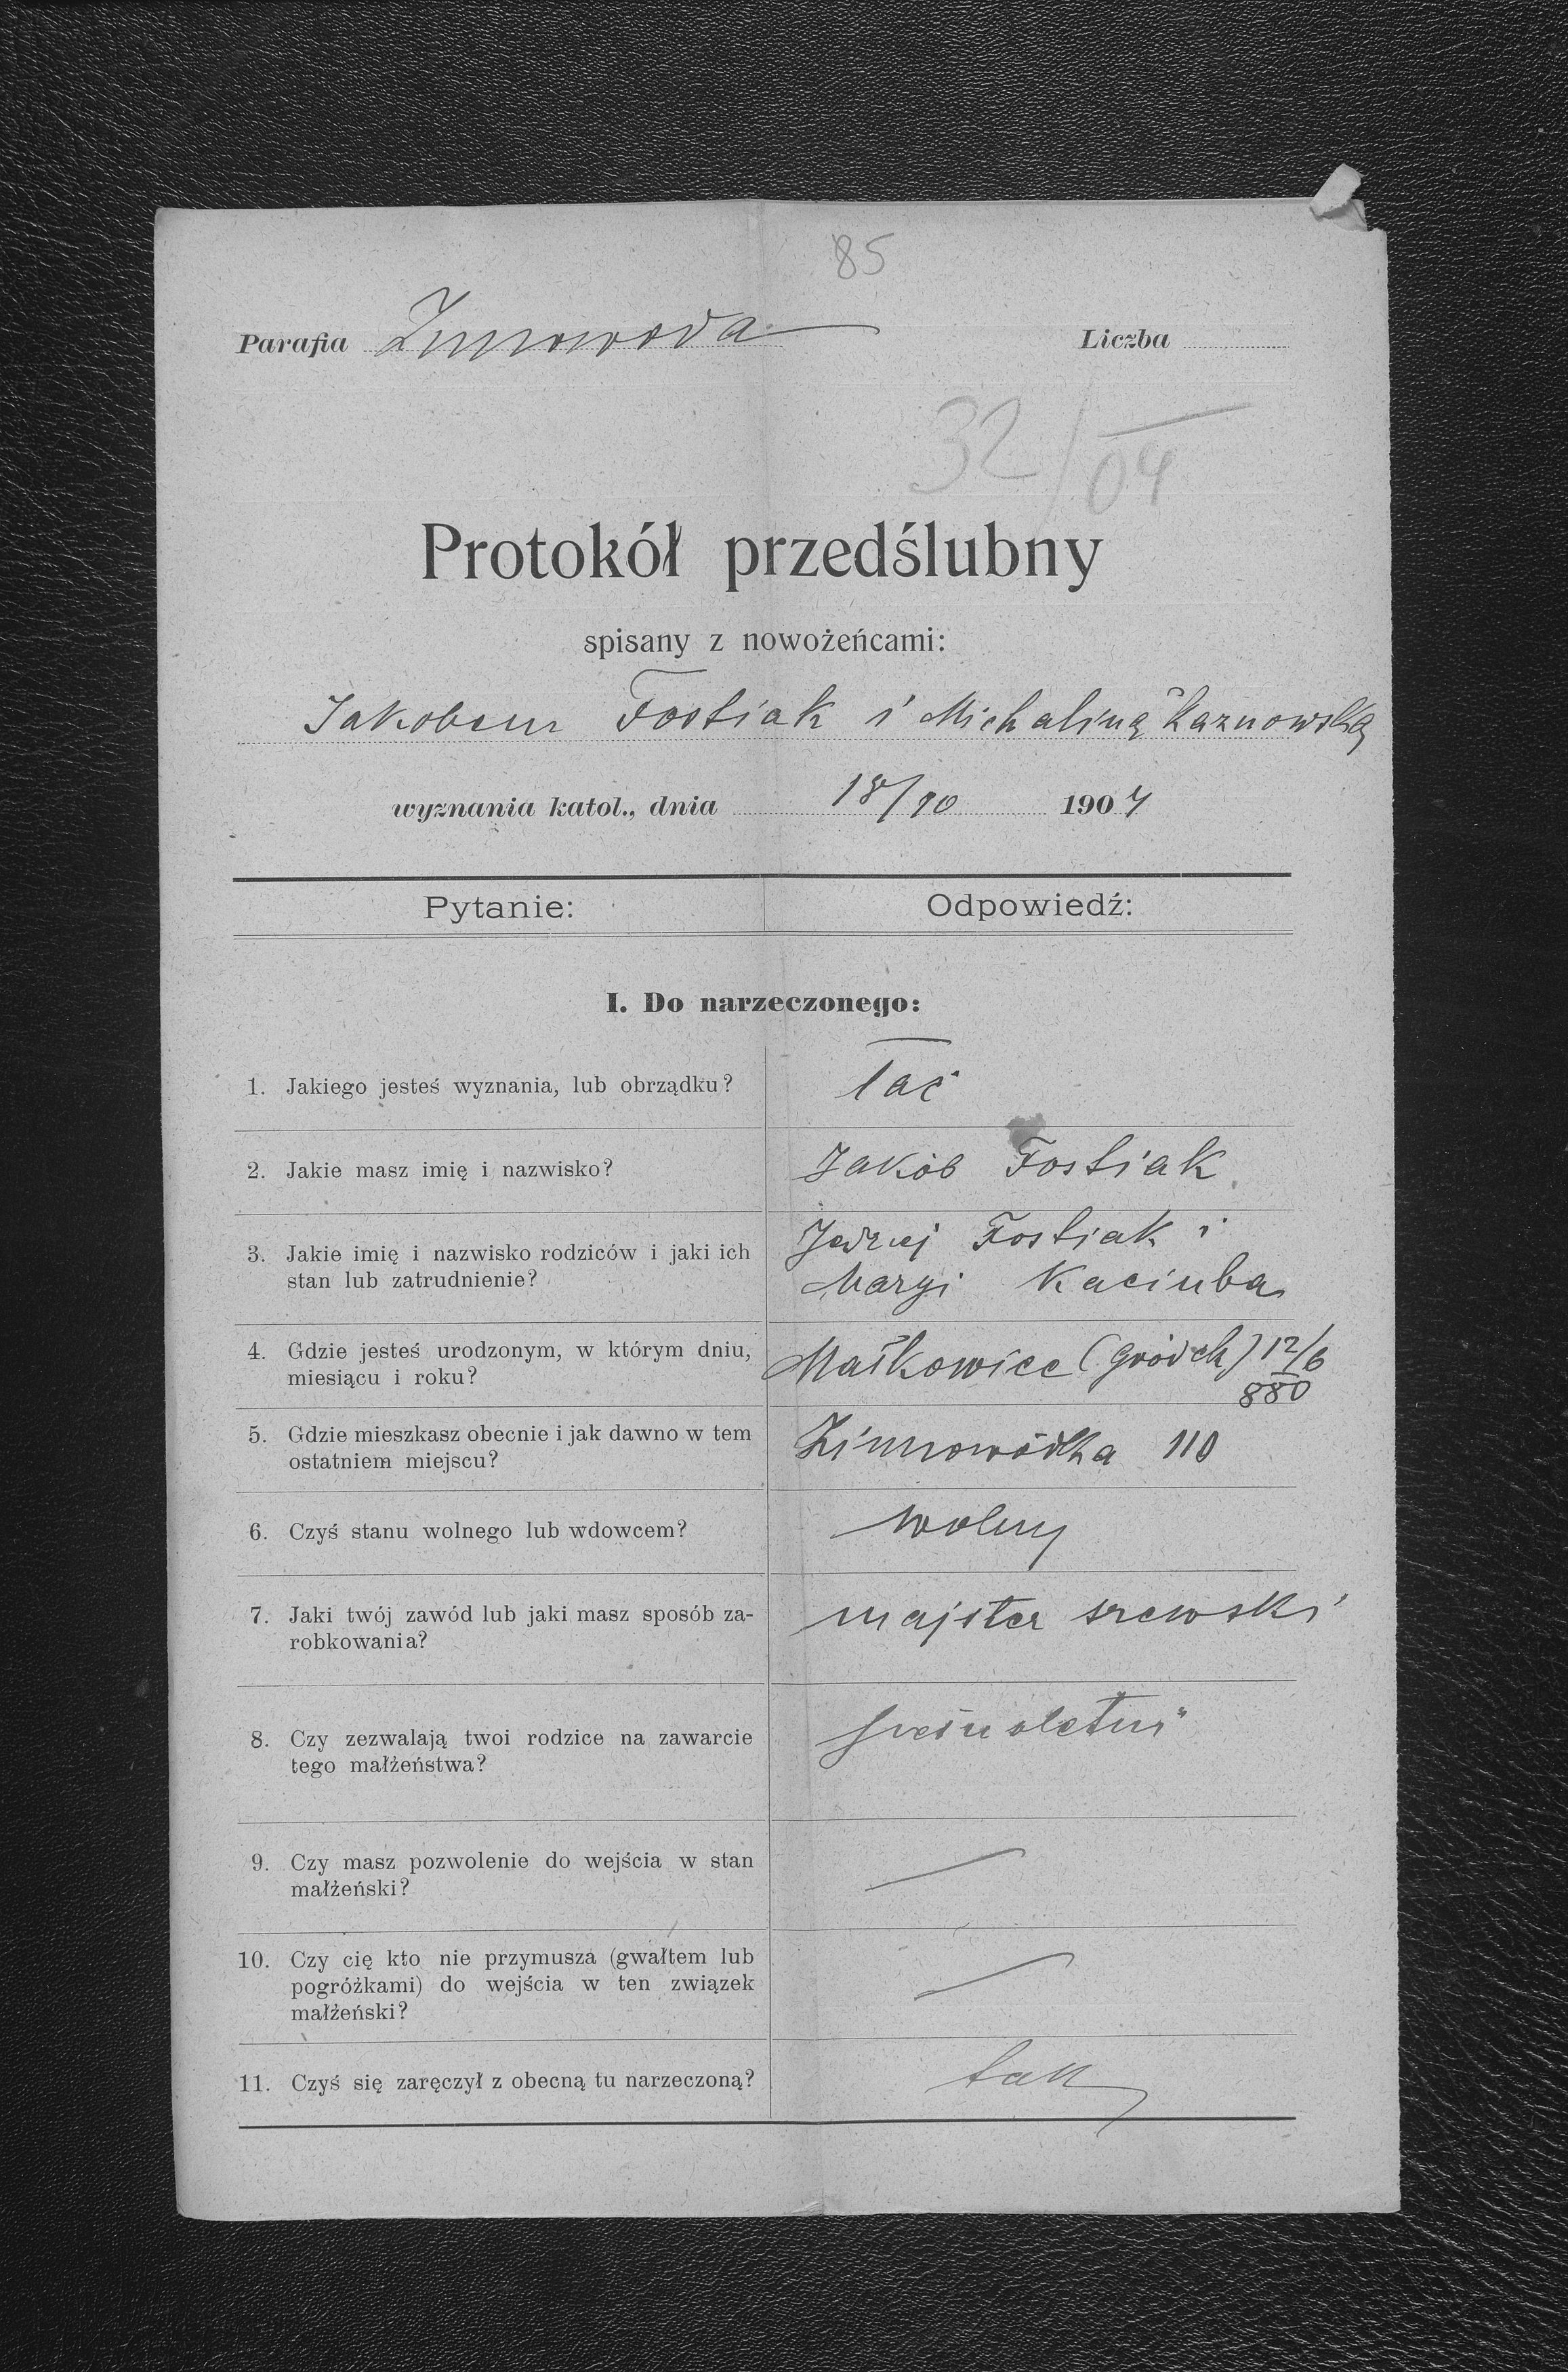 85
Parafia Zimnowoda Liczba
32/04
Protokół przedślubny
spisany z nowożeńcami:
Jakobem Fostiak i Michaliną Łaznowską
wyznania katol., dnia 18/10 1904
Pytanie: Odpowiedź:
I. Do narzeczonego:
1. Jakiego jesteś wyznania, lub obrządku? łać
2. Jakie masz imię i nazwisko? Jakób Fostiak
3. Jakie imię i nazwisko rodziców i jaki ich Jędrzej Fostiak i
stan lub zatrudnienie? Maryi Kaciuba
4. Gdzie jesteś urodzonym, w którym dniu, Małkowice (Gródek) 12/6
miesiącu i roku? 880
5. Gdzie mieszkasz obecnie i jak dawno w tem Zimnowódka 110
ostatniem miejscu?
6. Czyś stanu wolnego lub wdowcem? wolny
7. Jaki twój zawód lub jaki masz sposób za- majster szewski
robkowania?
8. Czy zezwalają twoi rodzice na zawarcie
tego małżeństwa?
9. Czy masz pozwolenie do wejścia w stan
małżeński?
10. Czy cię kto nie przymusza (gwałtem lub
pogróżkami) do wejścia w ten związek
małżeński?
11. Czyś się zaręczył z obecną tu narzeczoną? tak